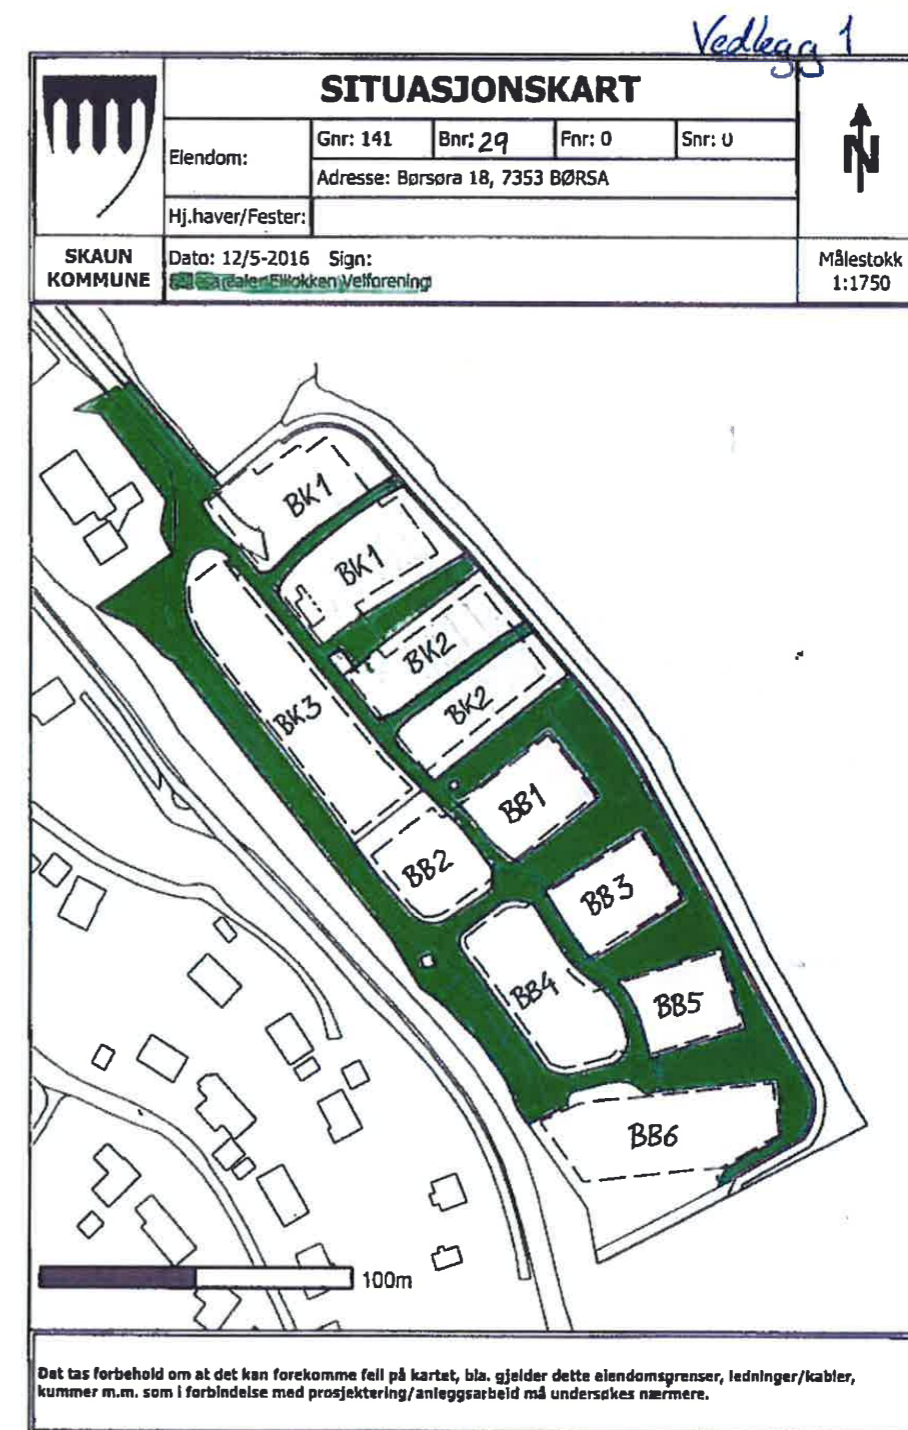 Vedlegg 1
SITUASJONSKART
Eiendom:
Gnr: 141
Bnr: 29
Fnr: 0
Snr: 0
Adresse: Børsøra 18, 7353 BØRSA
Hj.haver/Fester:
N
SKAUN
KOMMUNE
Dato: 12/5-2016 Sign:
Velforening
Målestokk
1:1750
BK1
BK1
BK2
BK2
BK3
BB1
BB2
BB3
BB4
BB5
BB6
100m
Det tas forbehold om at det kan forekomme feil på kartet, bla. gjelder dette eiendomsgrenser, ledninger/kabler,
kummer m.m. som i forbindelse med prosjektering/anleggsarbeid må undersøkes nærmere.